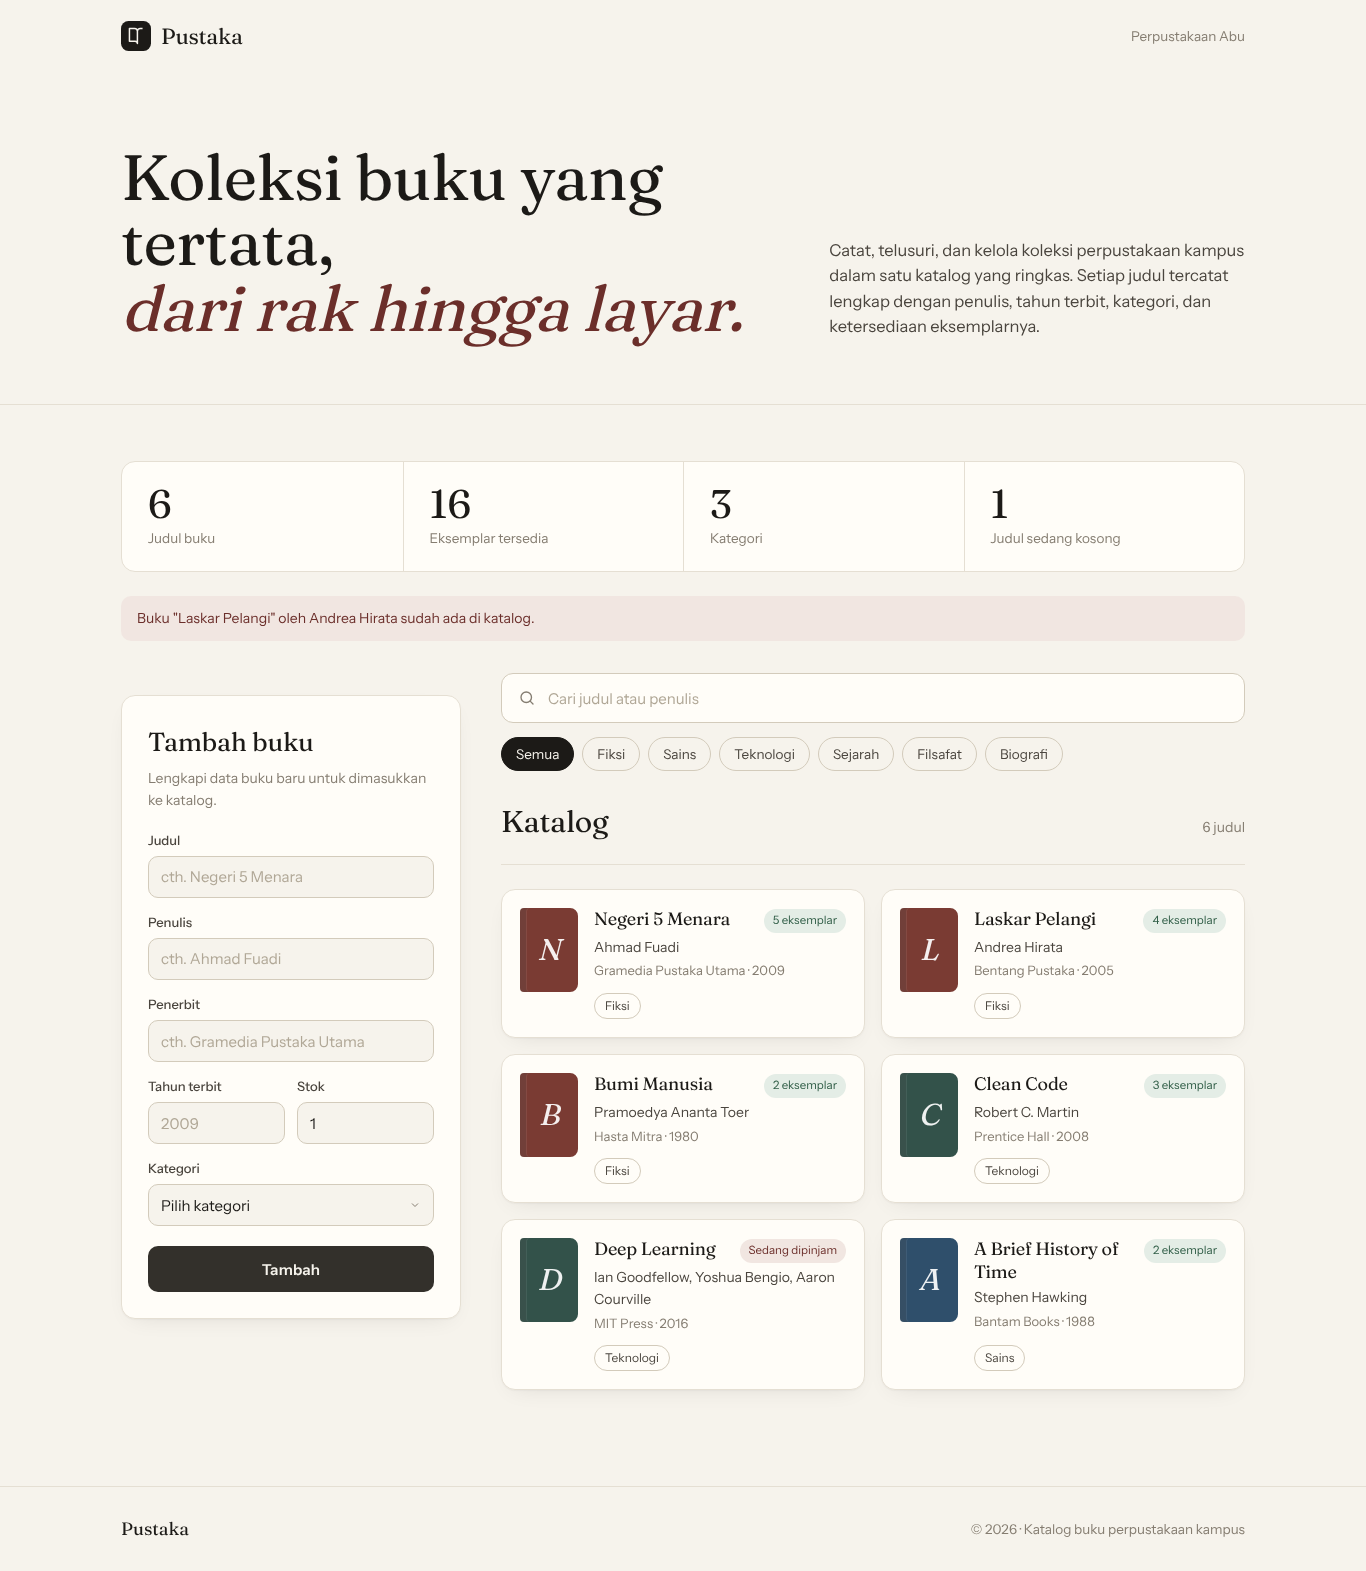 Pustaka
Perpustakaan Abu
Koleksi buku yang
tertata,
dari rak hingga layar.
Catat, telusuri, dan kelola koleksi perpustakaan kampus
dalam satu katalog yang ringkas. Setiap judul tercatat
lengkap dengan penulis, tahun terbit, kategori, dan
ketersediaan eksemplarnya.
6
Judul buku
16
Eksemplar tersedia
3
Kategori
1
Judul sedang kosong
Buku "Laskar Pelangi" oleh Andrea Hirata sudah ada di katalog.
Tambah buku
Lengkapi data buku baru untuk dimasukkan
ke katalog.
Judul
cth. Negeri 5 Menara
Penulis
cth. Ahmad Fuadi
Penerbit
cth. Gramedia Pustaka Utama
Tahun terbit
2009
Stok
1
Kategori
Pilih kategori
Tambah
Cari judul atau penulis
Semua
Fiksi
Sains
Teknologi
Sejarah
Filsafat
Biografi
Katalog
6 judul
N
Negeri 5 Menara
5 eksemplar
Ahmad Fuadi
Gramedia Pustaka Utama · 2009
Fiksi
L
Laskar Pelangi
4 eksemplar
Andrea Hirata
Bentang Pustaka · 2005
Fiksi
B
Bumi Manusia
2 eksemplar
Pramoedya Ananta Toer
Hasta Mitra · 1980
Fiksi
C
Clean Code
3 eksemplar
Robert C. Martin
Prentice Hall · 2008
Teknologi
D
Deep Learning
Sedang dipinjam
Ian Goodfellow, Yoshua Bengio, Aaron
Courville
MIT Press · 2016
Teknologi
A
A Brief History of
Time
2 eksemplar
Stephen Hawking
Bantam Books · 1988
Sains
Pustaka
© 2026 · Katalog buku perpustakaan kampus